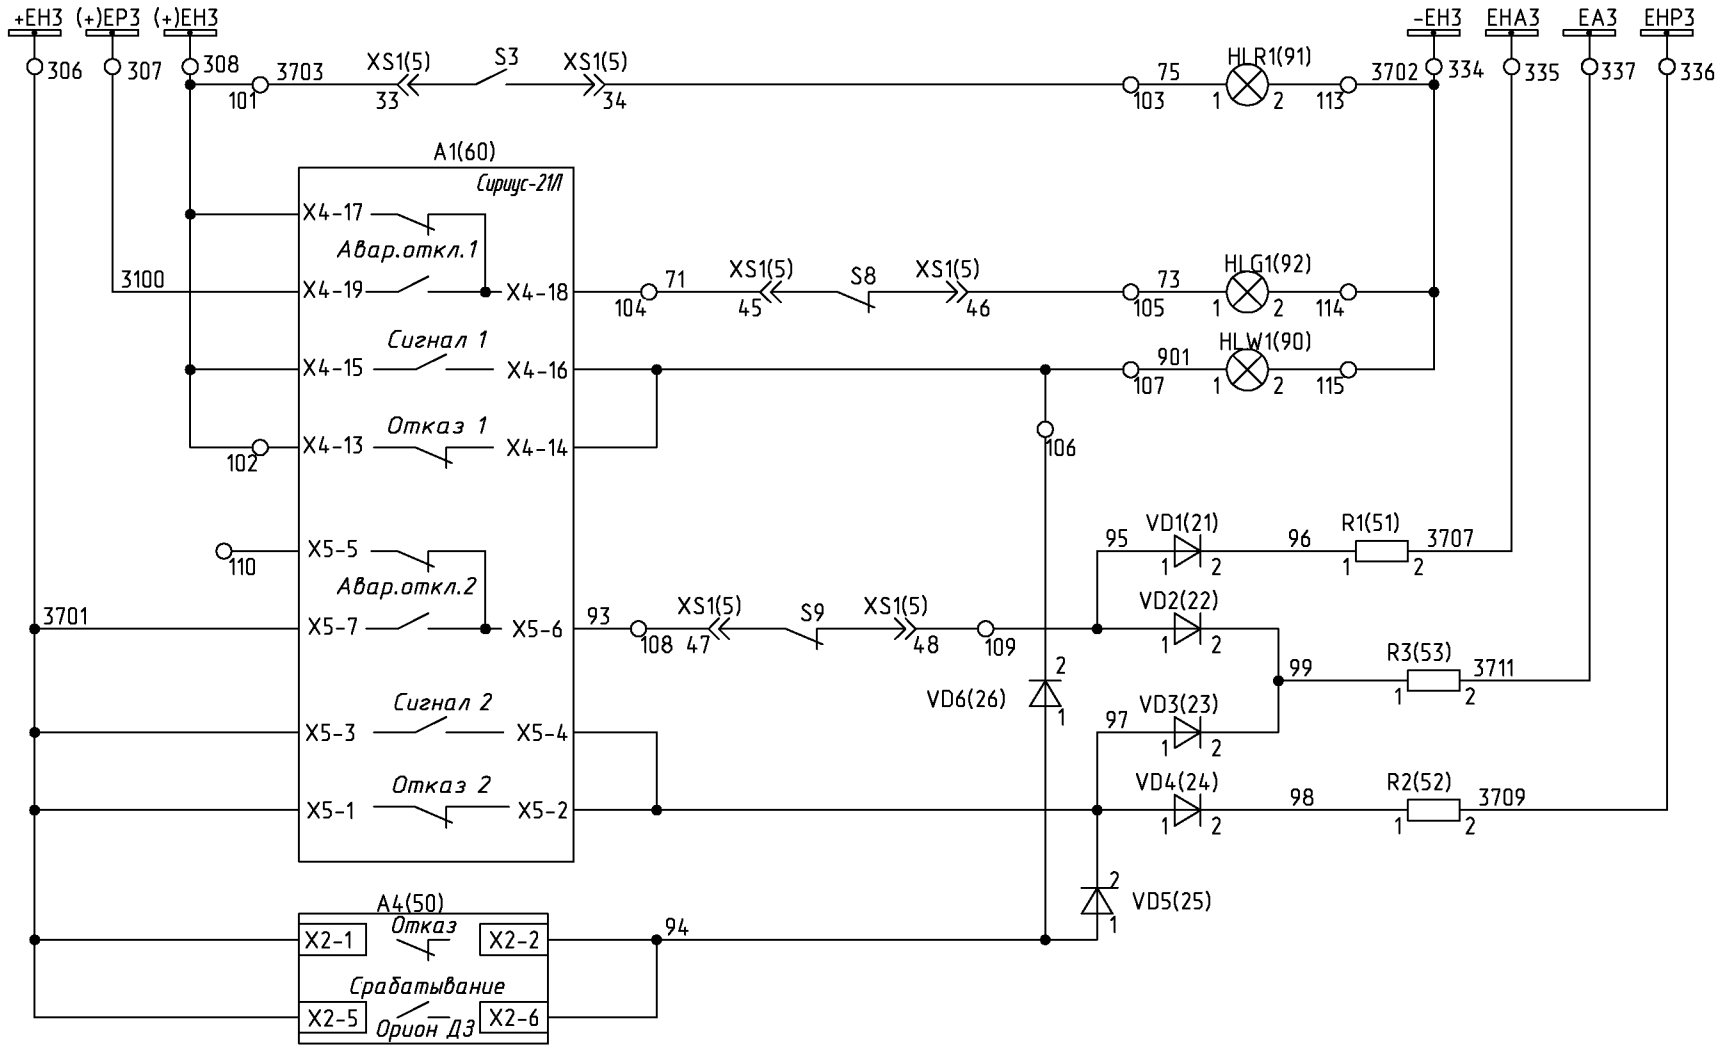 +EH3 (+)EP3 (+)EH3 -EH3 EHA3 EA3 EHP3
306 307 308 334 335 337 336
101 3703 XS1(5) 33 S3 XS1(5) 34 103 75 HLR1(91) 1 2 113 3702
A1(60)
Сириус-21Л
X4-17
Авар.откл.1
3100 X4-19 X4-18 104 71 XS1(5) 45 S8 XS1(5) 46 105 73 HLG1(92) 1 2 114
Сигнал 1
X4-15 X4-16 107 901 HLW1(90) 1 2 115
Отказ 1
102 X4-13 X4-14 106
110 X5-5 95 VD1(21) 1 2 96 R1(51) 1 2 3707
Авар.откл.2
3701 X5-7 X5-6 93 108 XS1(5) 47 S9 XS1(5) 48 109 VD2(22) 1 2
99 R3(53) 1 2 3711
VD6(26) 2 1
Сигнал 2
X5-3 X5-4 97 VD3(23) 1 2
Отказ 2
X5-1 X5-2 VD4(24) 1 2 98 R2(52) 1 2 3709
2 VD5(25) 1
A4(50)
Отказ
X2-1 X2-2 94
Срабатывание
X2-5 X2-6
Орион ДЗ